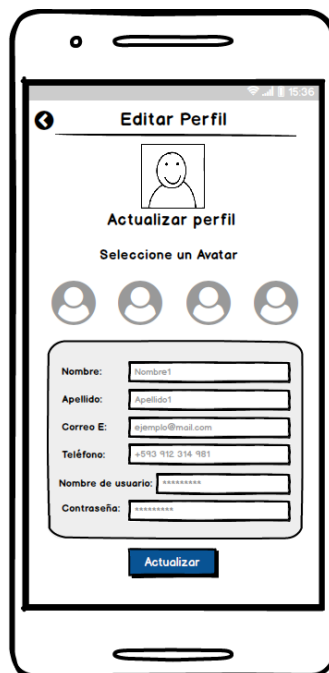 15:36
Editar Perfil
Actualizar perfil
Seleccione un Avatar
Nombre: Nombre1
Apellido: Apellido1
Correo E: ejemplo@mail.com
Teléfono: +593 912 314 981
Nombre de usuario: *********
Contraseña: *********
Actualizar